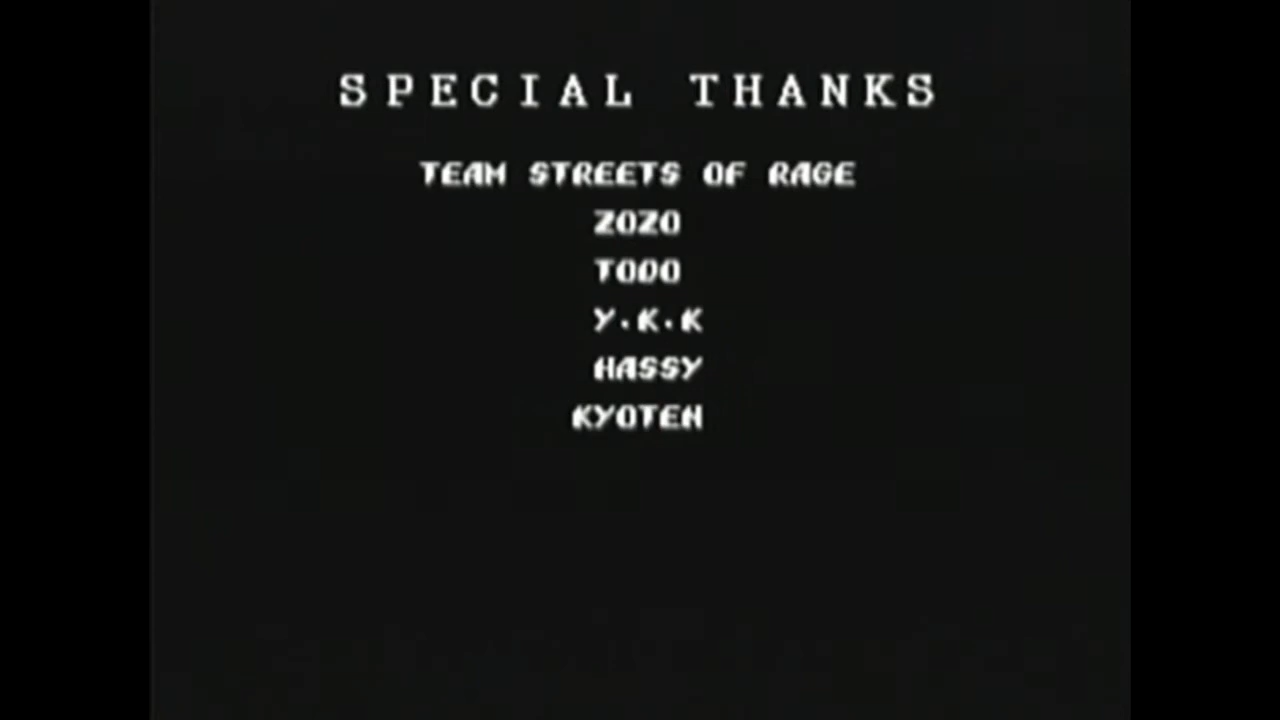 SPECIAL THANKS
TEAM STREETS OF RAGE
ZOZO
TODO
Y.K.K
HASSY
KYOTEN